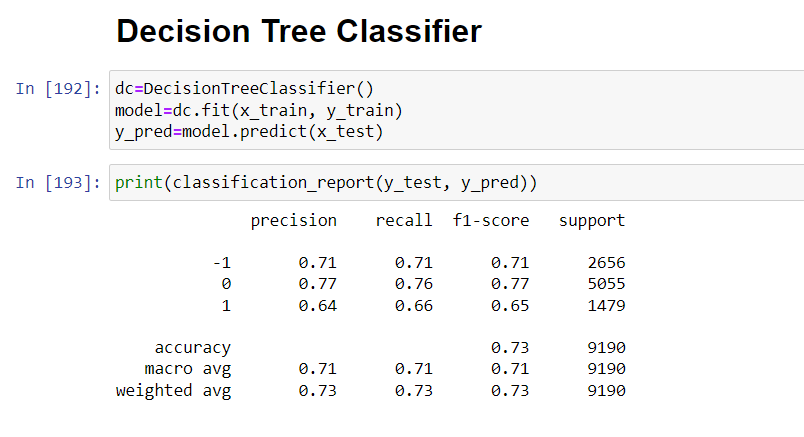 Decision Tree Classifier
In [192]: dc=DecisionTreeClassifier()
model=dc.fit(x_train, y_train)
y_pred=model.predict(x_test)
In [193]: print(classification_report(y_test, y_pred))
precision recall f1-score support
-1 0.71 0.71 0.71 2656
0 0.77 0.76 0.77 5055
1 0.64 0.66 0.65 1479
accuracy 0.73 9190
macro avg 0.71 0.71 0.71 9190
weighted avg 0.73 0.73 0.73 9190